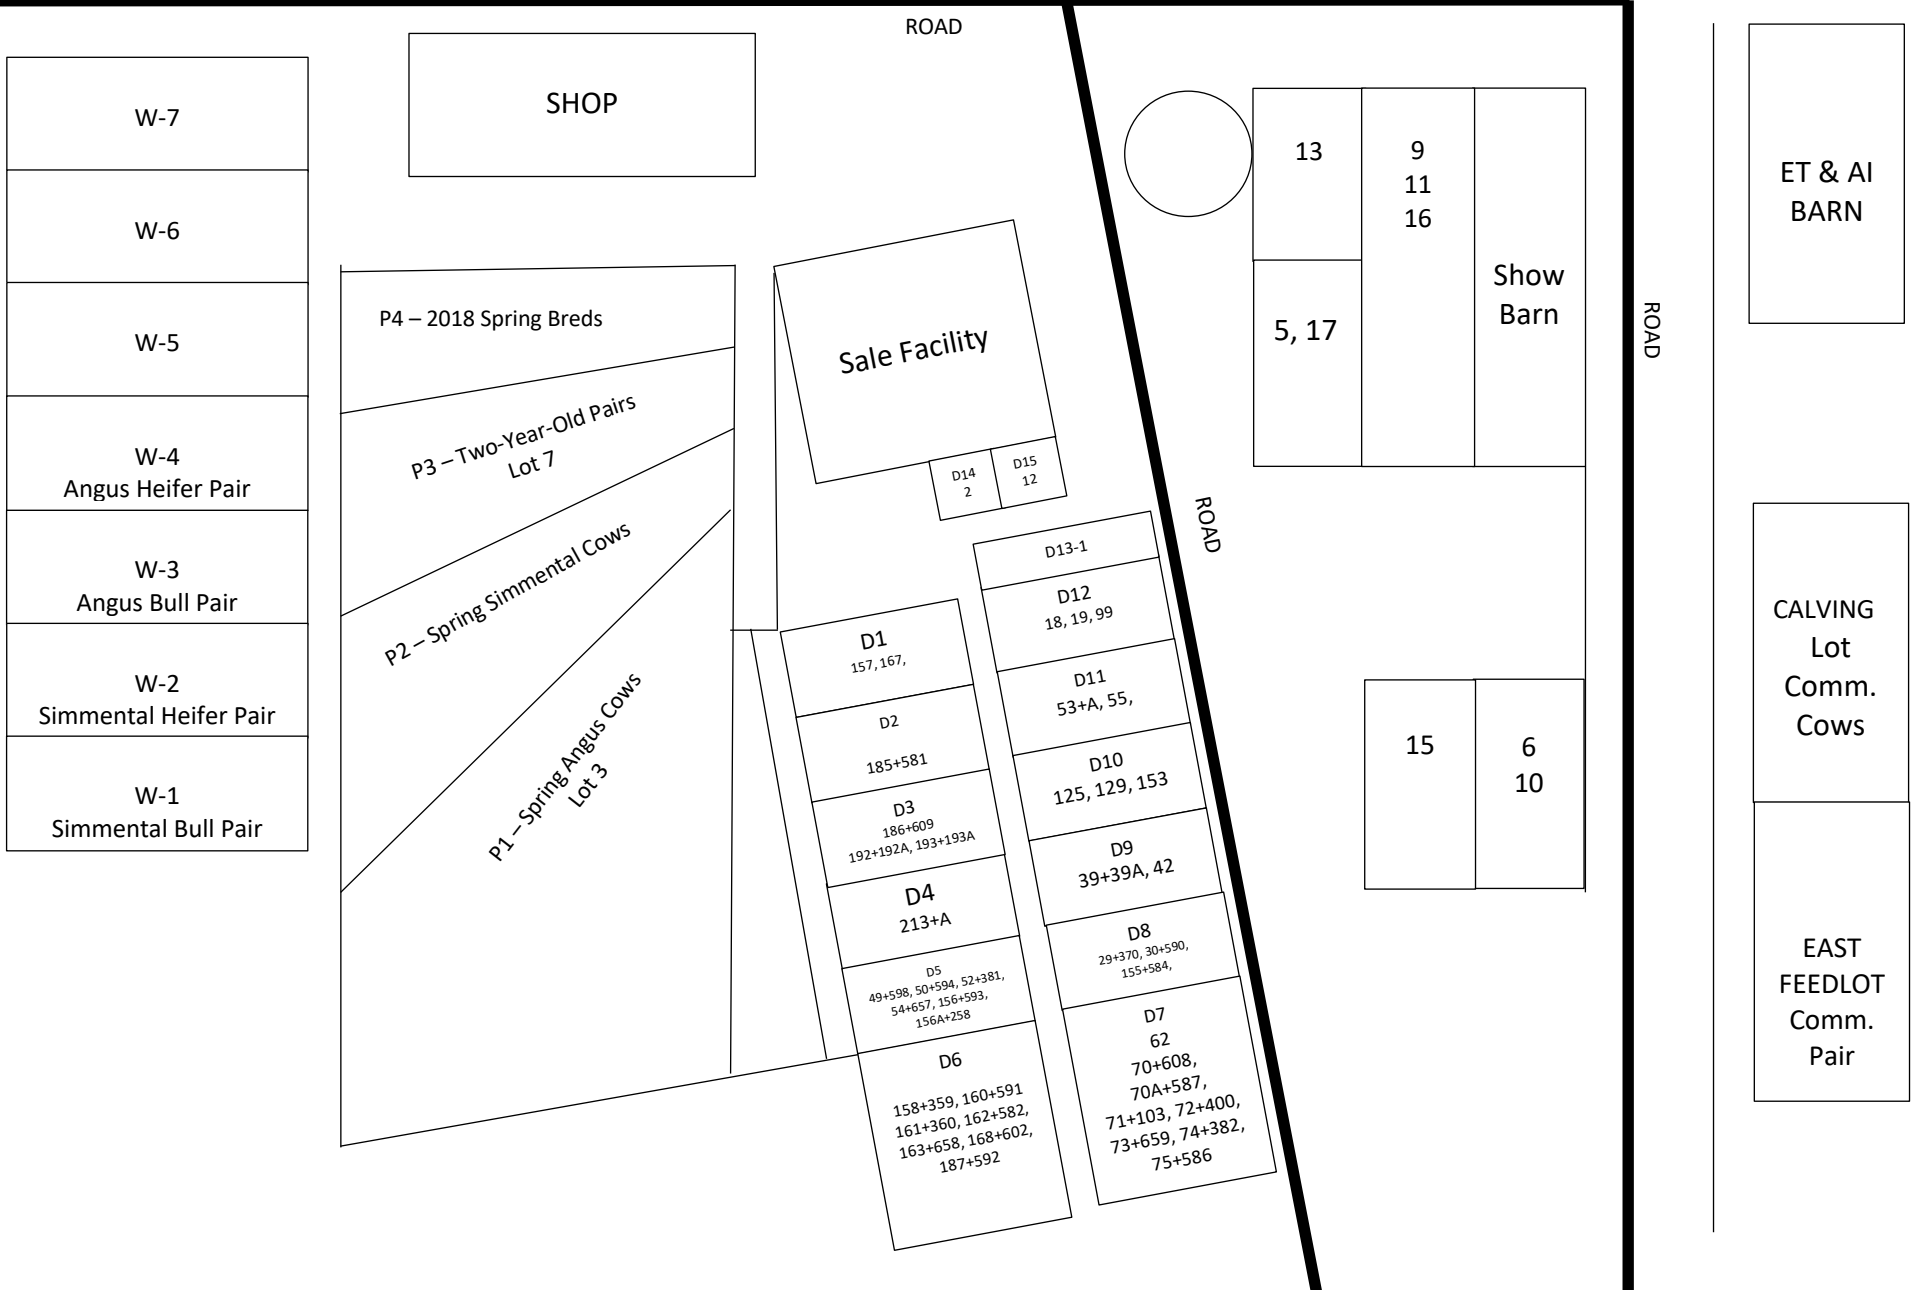 ROAD
W-7
W-6
W-5
W-4
Angus Heifer Pair
W-3
Angus Bull Pair
W-2
Simmental Heifer Pair
W-1
Simmental Bull Pair
SHOP
P4 – 2018 Spring Breds
P3 – Two-Year-Old Pairs
Lot 7
P2 – Spring Simmental Cows
P1 – Spring Angus Cows
Lot 3
Sale Facility
D14
2
D15
12
D1
157, 167,
D2
185+581
D3
186+609
192+192A, 193+193A
D4
213+A
D5
49+598, 50+594, 52+381,
54+657, 156+593,
156A+258
D6
158+359, 160+591
161+360, 162+582,
163+658, 168+602,
187+592
D13-1
D12
18, 19, 99
D11
53+A, 55,
D10
125, 129, 153
D9
39+39A, 42
D8
29+370, 30+590,
155+584,
D7
62
70+608,
70A+587,
71+103, 72+400,
73+659, 74+382,
75+586
ROAD
13
5, 17
9
11
16
Show
Barn
15
6
10
ROAD
ET & AI
BARN
CALVING
Lot
Comm.
Cows
EAST
FEEDLOT
Comm.
Pair